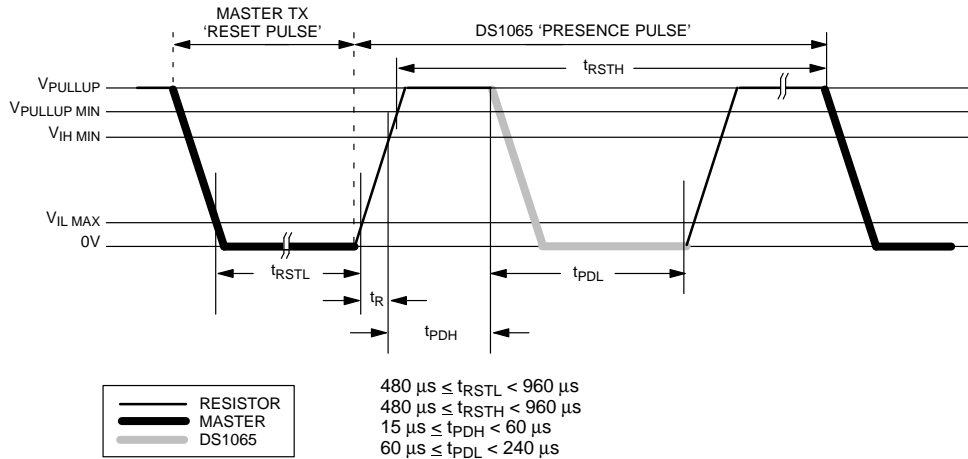 MASTER TX
‘RESET PULSE’
DS1065 ‘PRESENCE PULSE’
tRSTH
VPULLUP
VPULLUP MIN
VIH MIN
VIL MAX
0V
tRSTL
tPDL
tR
tPDH
RESISTOR
MASTER
DS1065
480 µs ≤ tRSTL < 960 µs
480 µs ≤ tRSTH < 960 µs
15 µs ≤ tPDH < 60 µs
60 µs ≤ tPDL < 240 µs